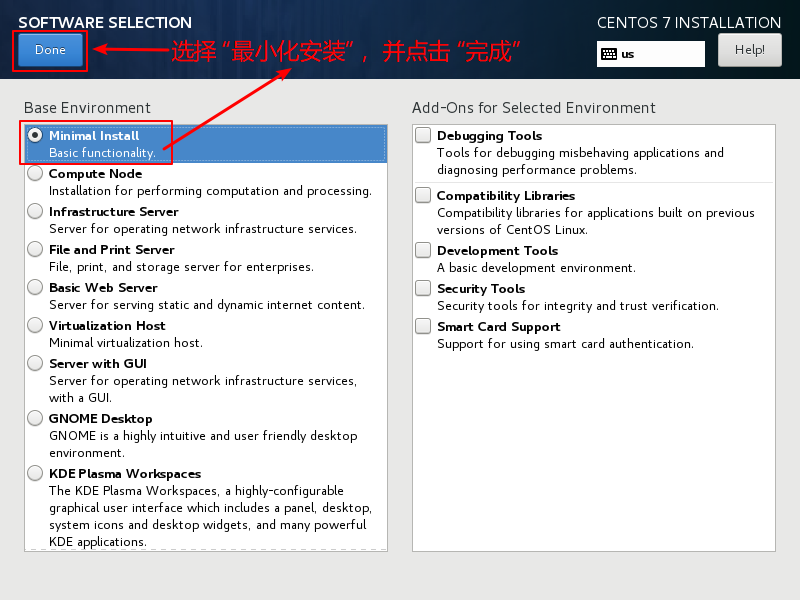 SOFTWARE SELECTION
CENTOS 7 INSTALLATION
Done
选择 “最小化安装” ，并点击 “完成”
us
Help!
Base Environment
Minimal Install
Basic functionality.
Compute Node
Installation for performing computation and processing.
Infrastructure Server
Server for operating network infrastructure services.
File and Print Server
File, print, and storage server for enterprises.
Basic Web Server
Server for serving static and dynamic internet content.
Virtualization Host
Minimal virtualization host.
Server with GUI
Server for operating network infrastructure services,
with a GUI.
GNOME Desktop
GNOME is a highly intuitive and user friendly desktop
environment.
KDE Plasma Workspaces
The KDE Plasma Workspaces, a highly-configurable
graphical user interface which includes a panel, desktop,
system icons and desktop widgets, and many powerful
KDE applications.
Add-Ons for Selected Environment
Debugging Tools
Tools for debugging misbehaving applications and
diagnosing performance problems.
Compatibility Libraries
Compatibility libraries for applications built on previous
versions of CentOS Linux.
Development Tools
A basic development environment.
Security Tools
Security tools for integrity and trust verification.
Smart Card Support
Support for using smart card authentication.